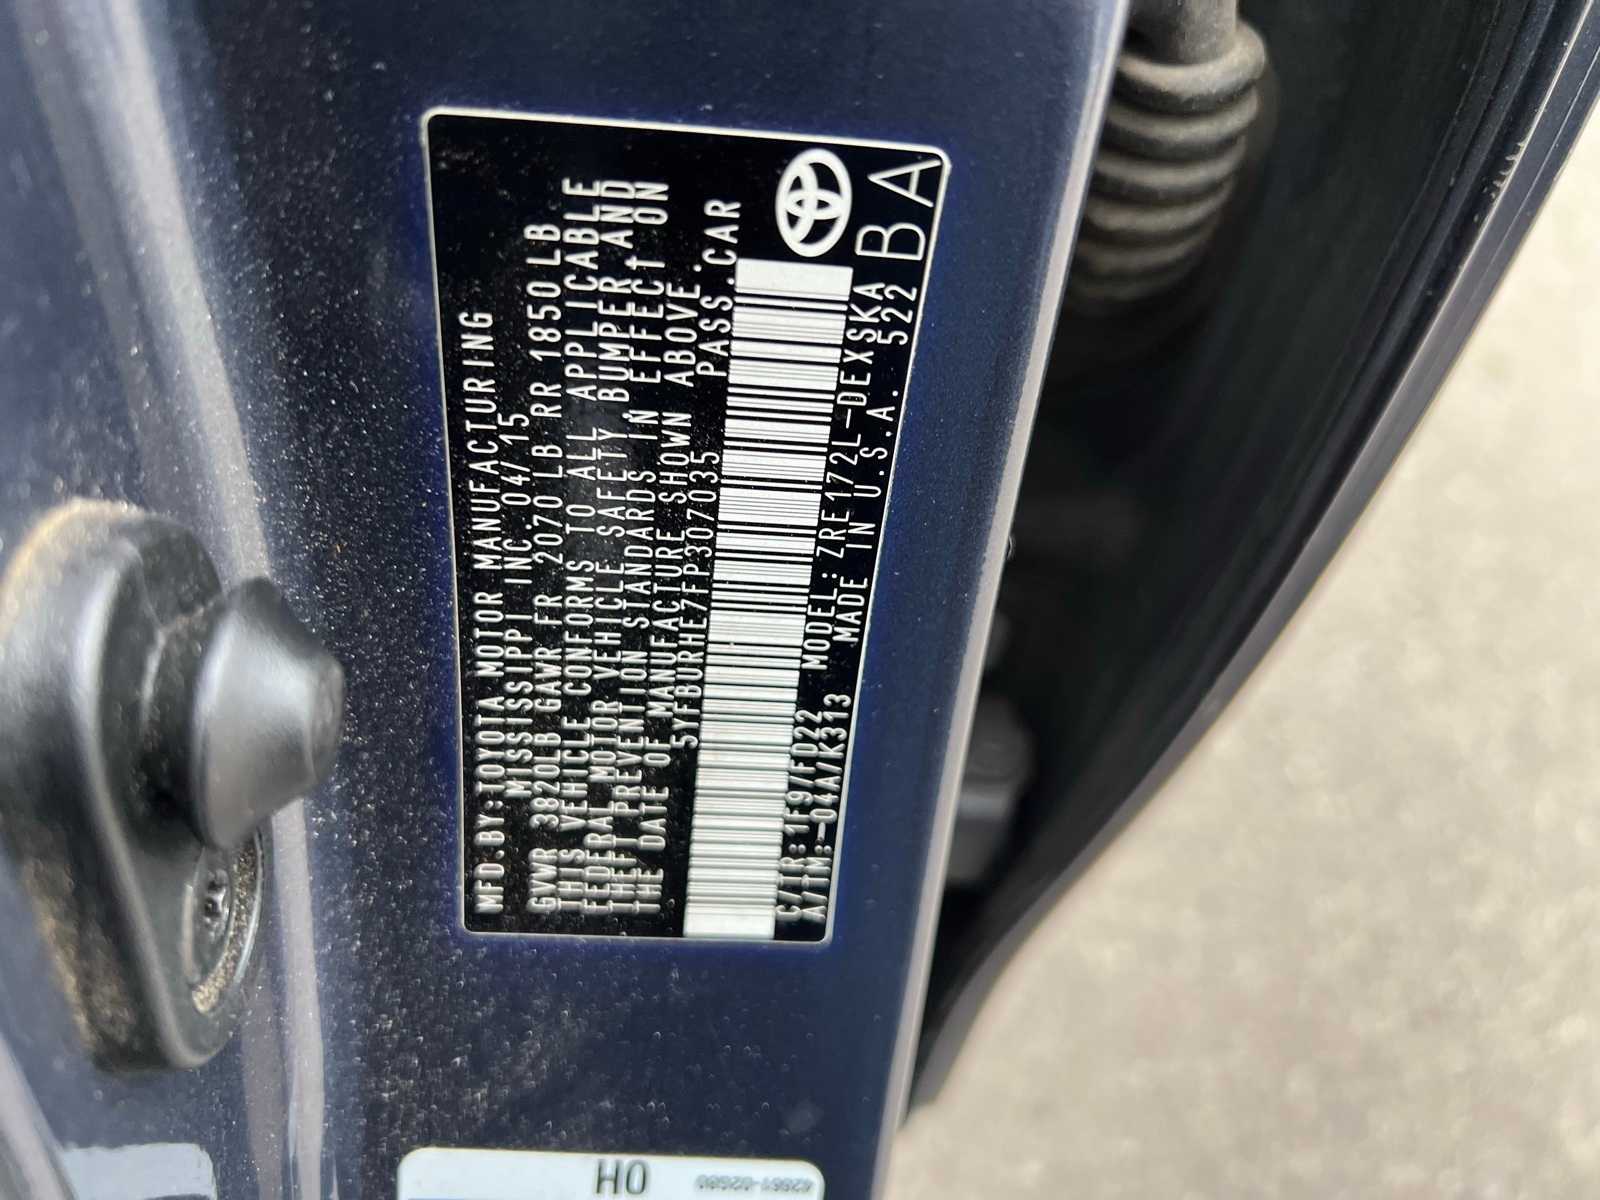 MFD.BY:TOYOTA MOTOR MANUFACTURING
MISSISSIPPI INC.04/15
GVWR 3820LB GAWR FR 2070 LB RR 1850 LB
THIS VEHICLE CONFORMS TO ALL APPLICABLE
FEDERAL MOTOR VEHICLE SAFETY,BUMPER,AND
THEFT PREVENTION STANDARDS IN EFFECT ON
THE DATE OF MANUFACTURE SHOWN ABOVE.
5YFBURHE7FP307035 PASS.CAR
C/TR:1F9/FD22 MODEL:ZRE172L-DEXSKA
A/TM:-04A/K313 MADE IN U.S.A. 522
BA
OH